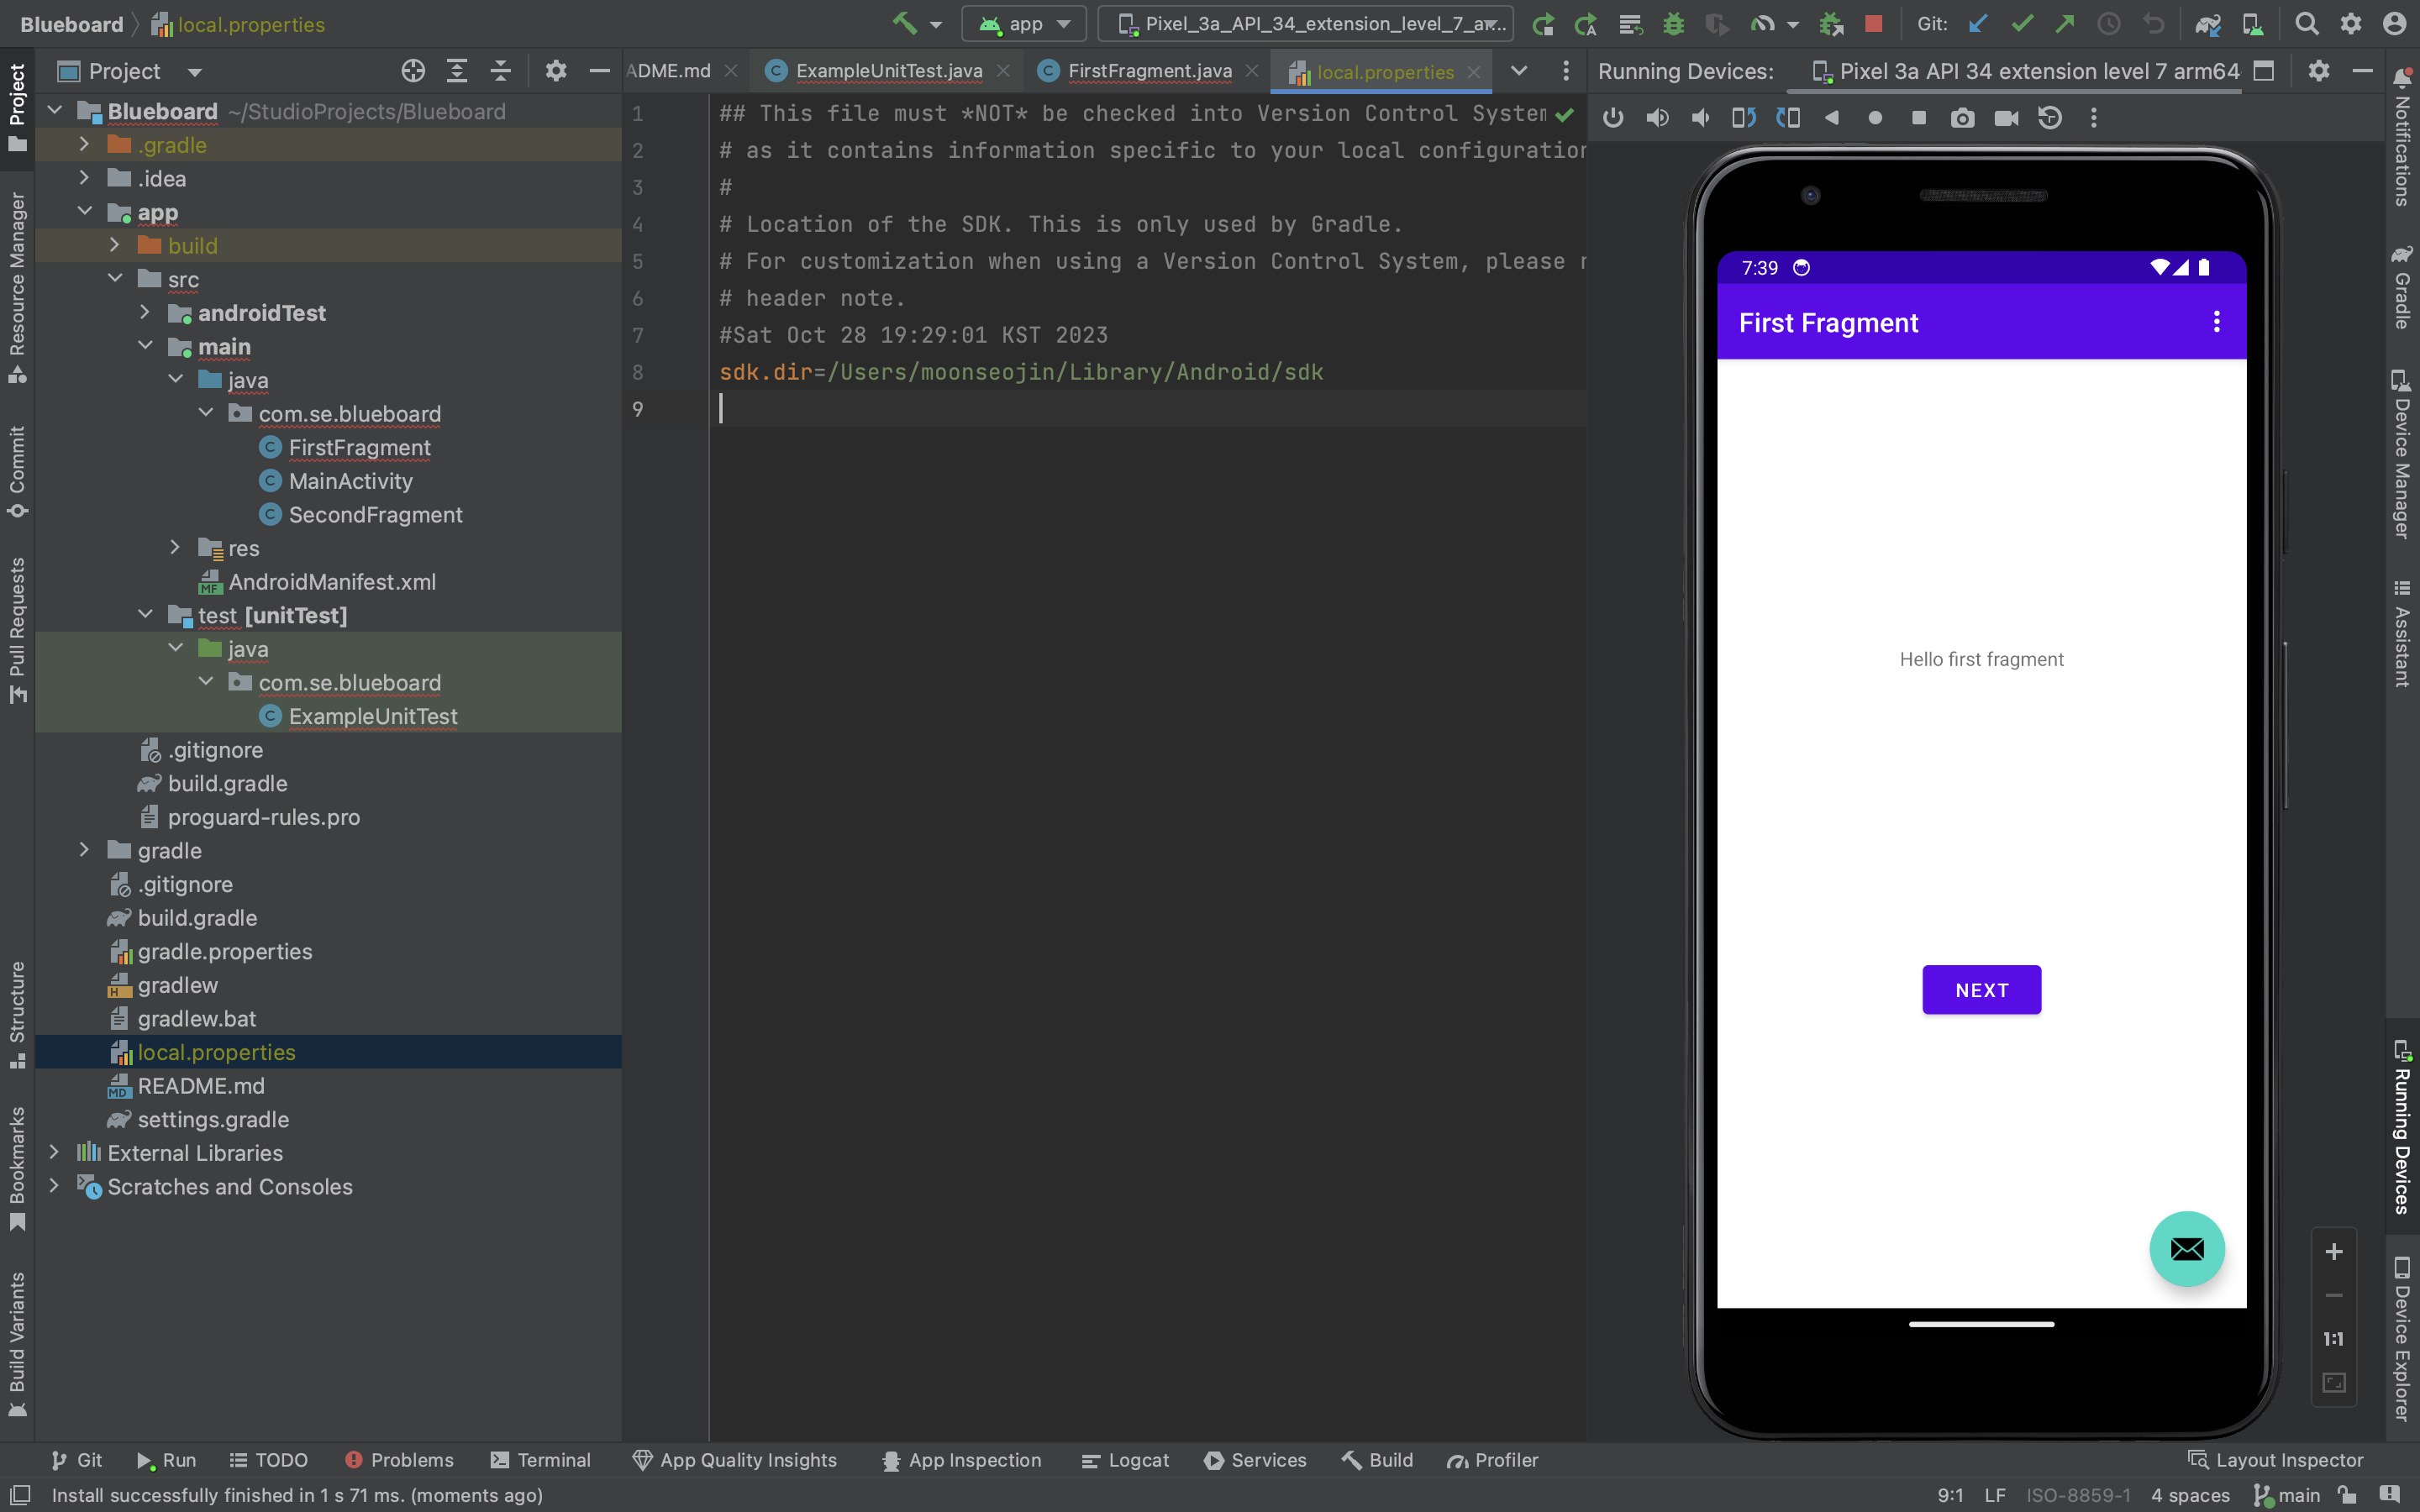 Blueboard
local.properties
app
Pixel_3a_API_34_extension_level_7_ar...
Git:
Project
ADME.md
ExampleUnitTest.java
FirstFragment.java
local.properties
Running Devices:
Pixel 3a API 34 extension level 7 arm64
Blueboard ~/StudioProjects/Blueboard
.gradle
.idea
app
build
src
androidTest
main
java
com.se.blueboard
FirstFragment
MainActivity
SecondFragment
res
AndroidManifest.xml
test [unitTest]
java
com.se.blueboard
ExampleUnitTest
.gitignore
build.gradle
proguard-rules.pro
gradle
.gitignore
build.gradle
gradle.properties
gradlew
gradlew.bat
local.properties
README.md
settings.gradle
External Libraries
Scratches and Consoles
1 ## This file must *NOT* be checked into Version Control System
2 # as it contains information specific to your local configuration
3 #
4 # Location of the SDK. This is only used by Gradle.
5 # For customization when using a Version Control System, please r
6 # header note.
7 #Sat Oct 28 19:29:01 KST 2023
8 sdk.dir=/Users/moonseojin/Library/Android/sdk
9
7:39
First Fragment
Hello first fragment
NEXT
1:1
Project
Resource Manager
Commit
Pull Requests
Structure
Bookmarks
Build Variants
Notifications
Gradle
Device Manager
Assistant
Running Devices
Device Explorer
Git
Run
TODO
Problems
Terminal
App Quality Insights
App Inspection
Logcat
Services
Build
Profiler
Layout Inspector
Install successfully finished in 1 s 71 ms. (moments ago)
9:1
LF
ISO-8859-1
4 spaces
main